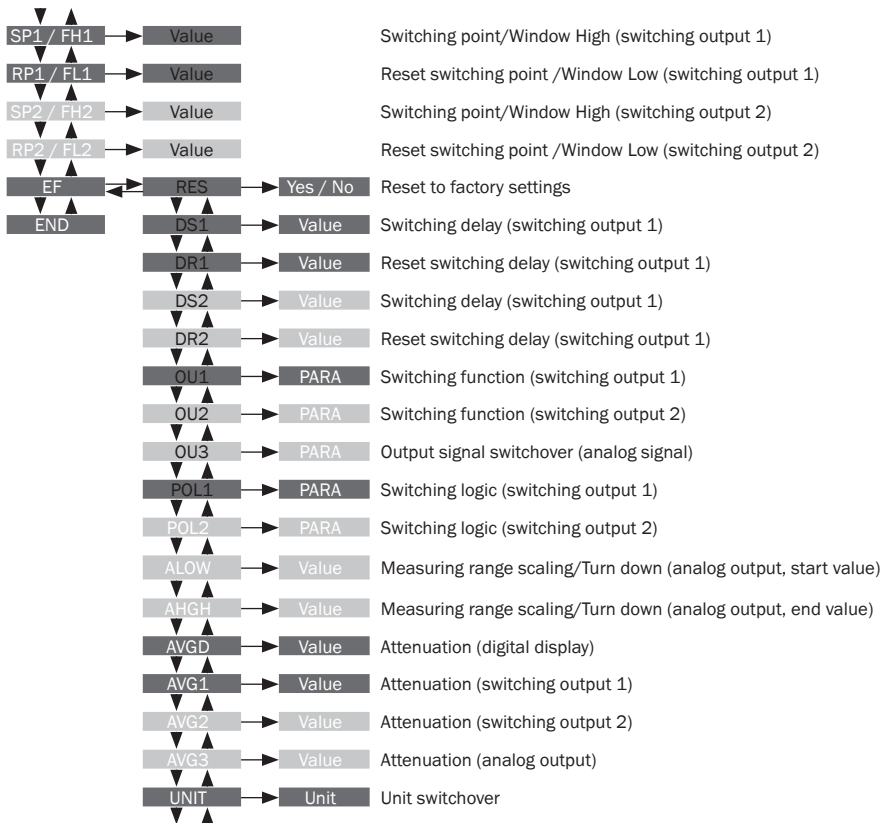 SP1 / FH1 Value Switching point/Window High (switching output 1)
RP1 / FL1 Value Reset switching point /Window Low (switching output 1)
SP2 / FH2 Value Switching point/Window High (switching output 2)
RP2 / FL2 Value Reset switching point /Window Low (switching output 2)
EF RES Yes / No Reset to factory settings
END DS1 Value Switching delay (switching output 1)
DR1 Value Reset switching delay (switching output 1)
DS2 Value Switching delay (switching output 1)
DR2 Value Reset switching delay (switching output 1)
OU1 PARA Switching function (switching output 1)
OU2 PARA Switching function (switching output 2)
OU3 PARA Output signal switchover (analog signal)
POL1 PARA Switching logic (switching output 1)
POL2 PARA Switching logic (switching output 2)
ALOW Value Measuring range scaling/Turn down (analog output, start value)
AHGH Value Measuring range scaling/Turn down (analog output, end value)
AVGD Value Attenuation (digital display)
AVG1 Value Attenuation (switching output 1)
AVG2 Value Attenuation (switching output 2)
AVG3 Value Attenuation (analog output)
UNIT Unit Unit switchover